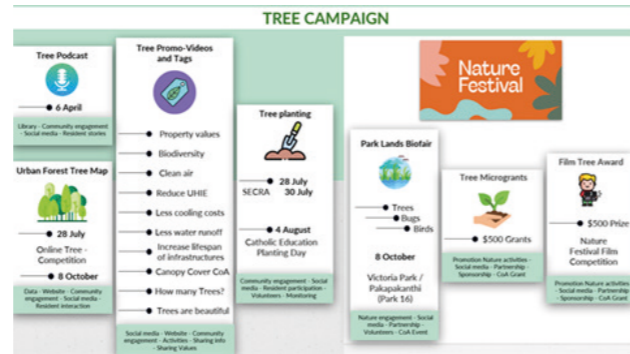 TREE CAMPAIGN
Tree Podcast
6 April
Library - Community engagement
- Social media - Resident stories
Urban Forest Tree Map
28 July
Online Tree -
Competition
8 October
Data - Website - Community
engagement - Social media -
Resident interaction
Tree Promo-Videos
and Tags
Property values
Biodiversity
Clean air
Reduce UHIE
Less cooling costs
Less water runoff
Increase lifespan
of infrastructures
Canopy Cover CoA
How many Trees?
Trees are beautiful
Social media - Website - Community
engagement - Activities - Sharing info
- Sharing Values
Tree planting
28 July
SECRA 30 July
4 August
Catholic Education
Planting Day
Community engagement - Social
media - Resident participation -
Volunteers - Monitoring
Nature
Festival
Park Lands Biofair
Trees
Bugs
Birds
8 October
Victoria Park /
Pakapakanthi
(Park 16)
Nature engagement - Social
media - Partnership -
Volunteers - CoA Event
Tree Microgrants
$500 Grants
Promotion Nature activities -
Social media - Partnership -
Sponsorship - CoA Grant
Film Tree Award
$500 Prize
Nature
Festival Film
Competition
Promotion Nature activities
- Social media - Partnership
- Sponsorship - CoA Grant